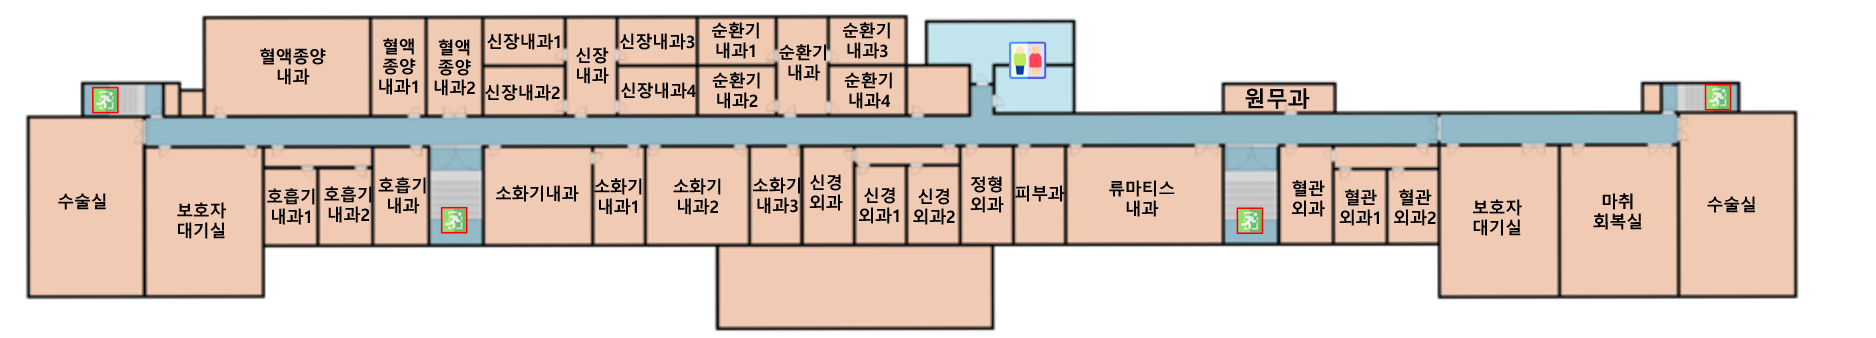 혈액종양
내과
혈액
종양
내과1
혈액
종양
내과2
신장내과1
신장내과2
신장
내과
신장내과3
신장내과4
순환기
내과1
순환기
내과2
순환기
내과
순환기
내과3
순환기
내과4
원무과
수술실
보호자
대기실
호흡기
내과1
호흡기
내과2
호흡기
내과
소화기내과
소화기
내과1
소화기
내과2
소화기
내과3
신경
외과
신경
외과1
신경
외과2
정형
외과
피부과
류마티스
내과
혈관
외과
혈관
외과1
혈관
외과2
보호자
대기실
마취
회복실
수술실